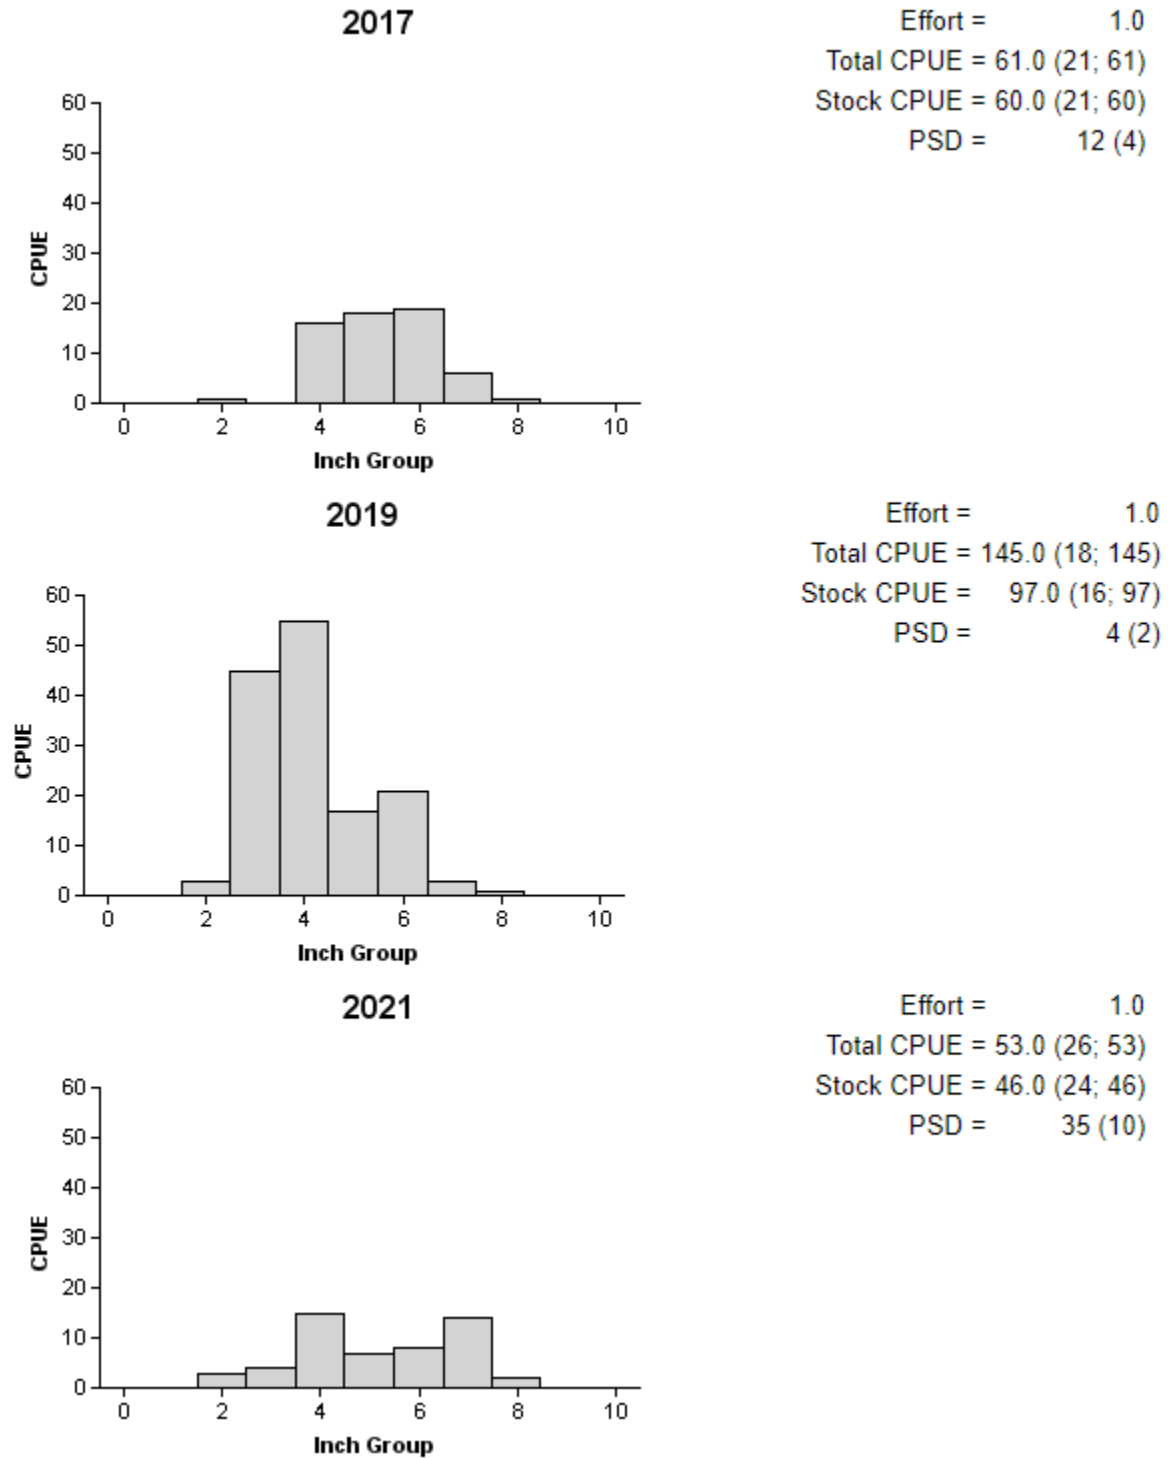 2017
Effort = 1.0
Total CPUE = 61.0 (21; 61)
Stock CPUE = 60.0 (21; 60)
PSD = 12 (4)
60
50
40
30
20
10
0
CPUE
0 2 4 6 8 10
Inch Group
2019
Effort = 1.0
Total CPUE = 145.0 (18; 145)
Stock CPUE = 97.0 (16; 97)
PSD = 4 (2)
60
50
40
30
20
10
0
CPUE
0 2 4 6 8 10
Inch Group
2021
Effort = 1.0
Total CPUE = 53.0 (26; 53)
Stock CPUE = 46.0 (24; 46)
PSD = 35 (10)
60
50
40
30
20
10
0
CPUE
0 2 4 6 8 10
Inch Group